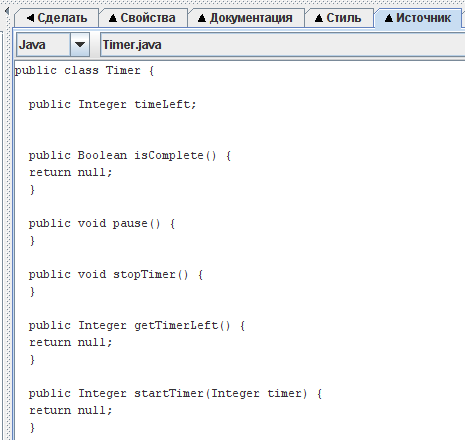 Сделать Свойства Документация Стиль Источник
Java Timer.java
public class Timer {
public Integer timeLeft;
public Boolean isComplete() {
return null;
}
public void pause() {
}
public void stopTimer() {
}
public Integer getTimerLeft() {
return null;
}
public Integer startTimer(Integer timer) {
return null;
}